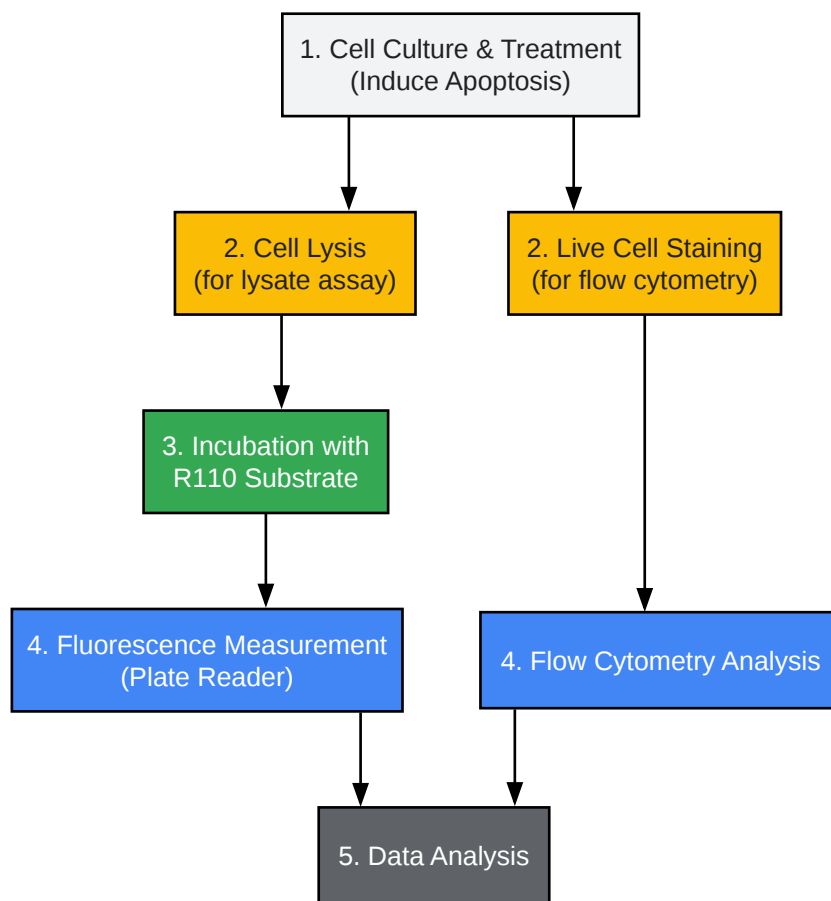 1. Cell Culture & Treatment
(Induce Apoptosis)
2. Cell Lysis
(for lysate assay)
2. Live Cell Staining
(for flow cytometry)
3. Incubation with
R110 Substrate
4. Fluorescence Measurement
(Plate Reader)
4. Flow Cytometry Analysis
5. Data Analysis